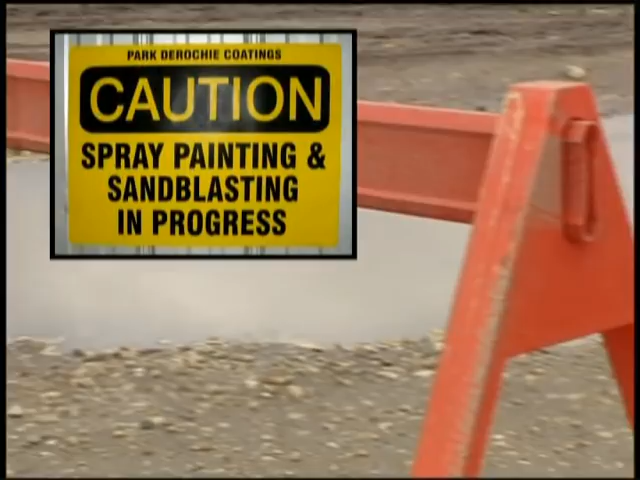 PARK DEROCHIE COATINGS
CAUTION
SPRAY PAINTING &
SANDBLASTING
IN PROGRESS